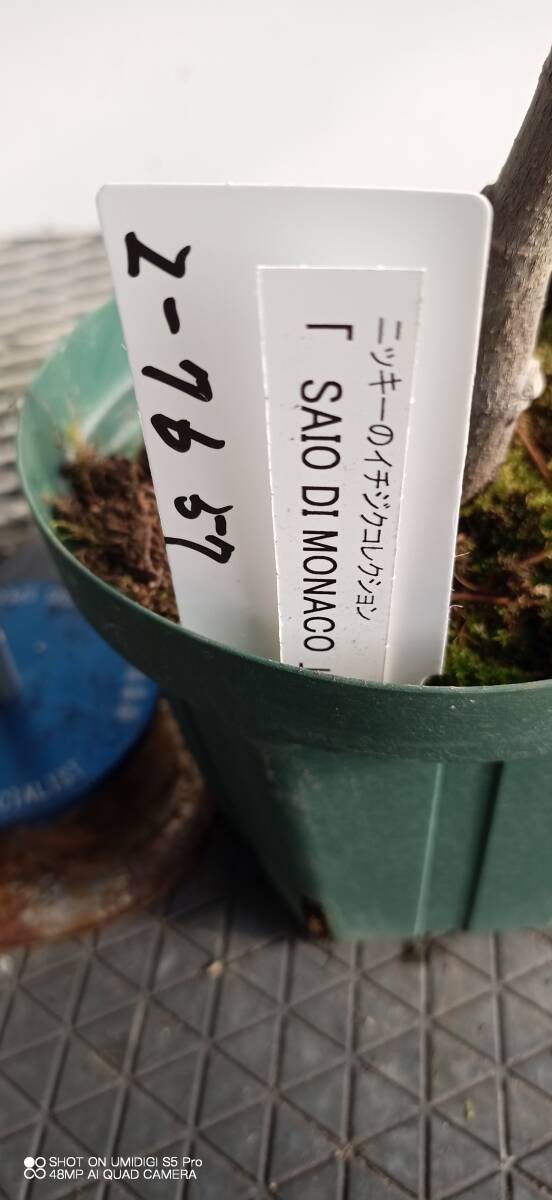 ニッキーのイチジクコレクション
「 SAIO DI MONACO 」
I-76 57
CIALIST
SHOT ON UMIDIGI S5 Pro
48MP AI QUAD CAMERA